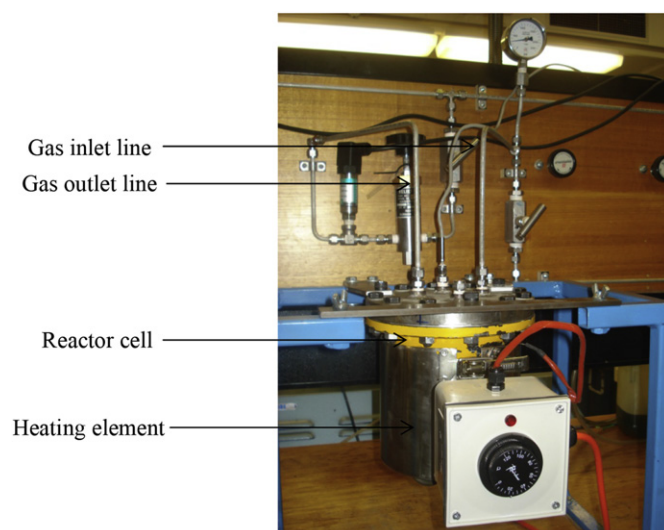 Gas inlet line
Gas outlet line
Reactor cell
Heating element